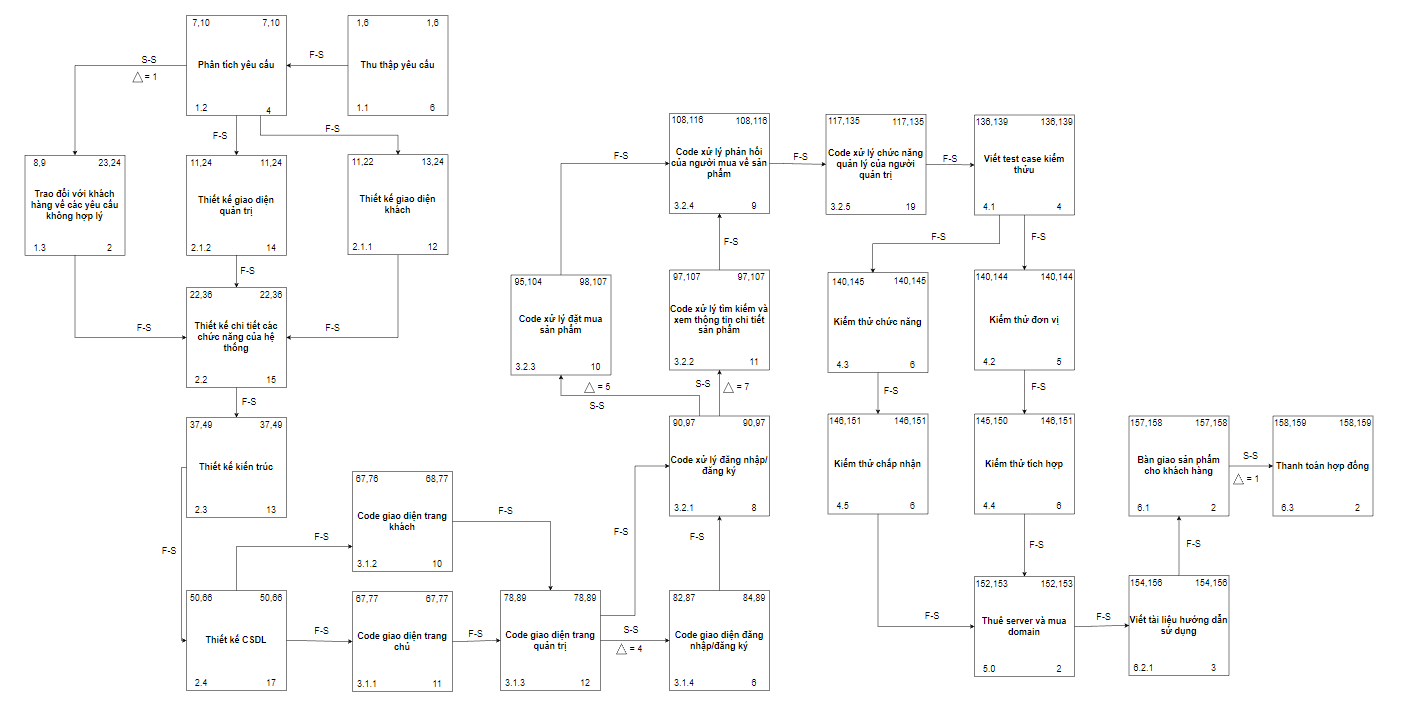 7,10 7,10
Phân tích yêu cầu
1.2 4
F-S
1,6 1,6
Thu thập yêu cầu
1.1 6
S-S
△ = 1
F-S
F-S
8,9 23,24
Trao đổi với khách
hàng về các yêu cầu
không hợp lý
1.3 2
11,24 11,24
Thiết kế giao diện
quản trị
2.1.2 14
11,22 13,24
Thiết kế giao diện
khách
2.1.1 12
F-S
F-S
F-S
22,36 22,36
Thiết kế chi tiết các
chức năng của hệ
thống
2.2 15
F-S
37,49 37,49
Thiết kế kiến trúc
2.3 13
F-S
50,66 50,66
Thiết kế CSDL
2.4 17
F-S
F-S
67,76 68,77
Code giao diện trang
khách
3.1.2 10
F-S
67,77 67,77
Code giao diện trang
chủ
3.1.1 11
F-S
78,89 78,89
Code giao diện trang
quản trị
3.1.3 12
F-S
S-S
△ = 4
82,87 84,89
Code giao diện đăng
nhập/đăng ký
3.1.4 6
F-S
90,97 90,97
Code xử lý đăng nhập/
đăng ký
3.2.1 8
△ = 5
S-S
S-S
△ = 7
95,104 98,107
Code xử lý đặt mua
sản phẩm
3.2.3 10
97,107 97,107
Code xử lý tìm kiếm và
xem thông tin chi tiết
sản phẩm
3.2.2 11
F-S
F-S
108,116 108,116
Code xử lý phản hồi
của người mua về sản
phẩm
3.2.4 9
F-S
117,135 117,135
Code xử lý chức năng
quản lý của người
quản trị
3.2.5 19
F-S
136,139 136,139
Viết test case kiểm
thửu
4.1 4
F-S
F-S
140,145 140,145
Kiểm thử chức năng
4.3 6
140,144 140,144
Kiểm thử đơn vị
4.2 5
F-S
F-S
146,151 146,151
Kiểm thử chấp nhận
4.5 6
145,150 146,151
Kiểm thử tích hợp
4.4 6
F-S
F-S
152,153 152,153
Thuê server và mua
domain
5.0 2
F-S
154,156 154,156
Viết tài liệu hướng dẫn
sử dụng
6.2.1 3
F-S
157,158 157,158
Bàn giao sản phẩm
cho khách hàng
6.1 2
S-S
△ = 1
158,159 158,159
Thanh toán hợp đồng
6.3 2